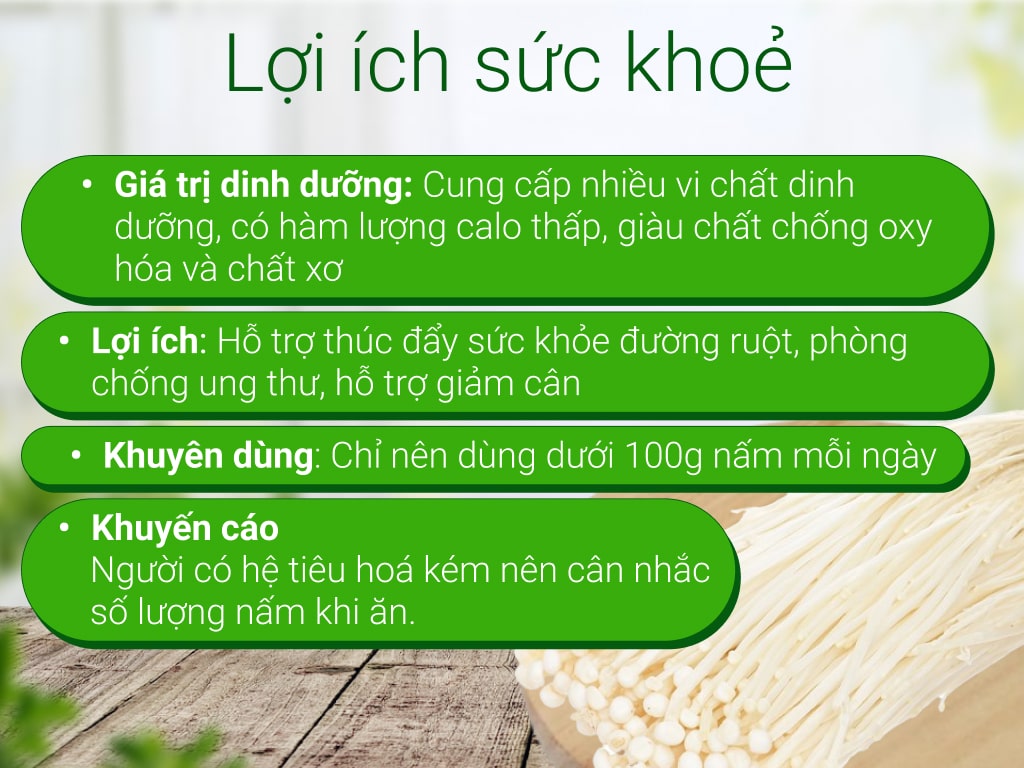 Lợi ích sức khoẻ
• Giá trị dinh dưỡng: Cung cấp nhiều vi chất dinh
dưỡng, có hàm lượng calo thấp, giàu chất chống oxy
hóa và chất xơ
• Lợi ích: Hỗ trợ thúc đẩy sức khỏe đường ruột, phòng
chống ung thư, hỗ trợ giảm cân
• Khuyên dùng: Chỉ nên dùng dưới 100g nấm mỗi ngày
• Khuyến cáo
Người có hệ tiêu hoá kém nên cân nhắc
số lượng nấm khi ăn.